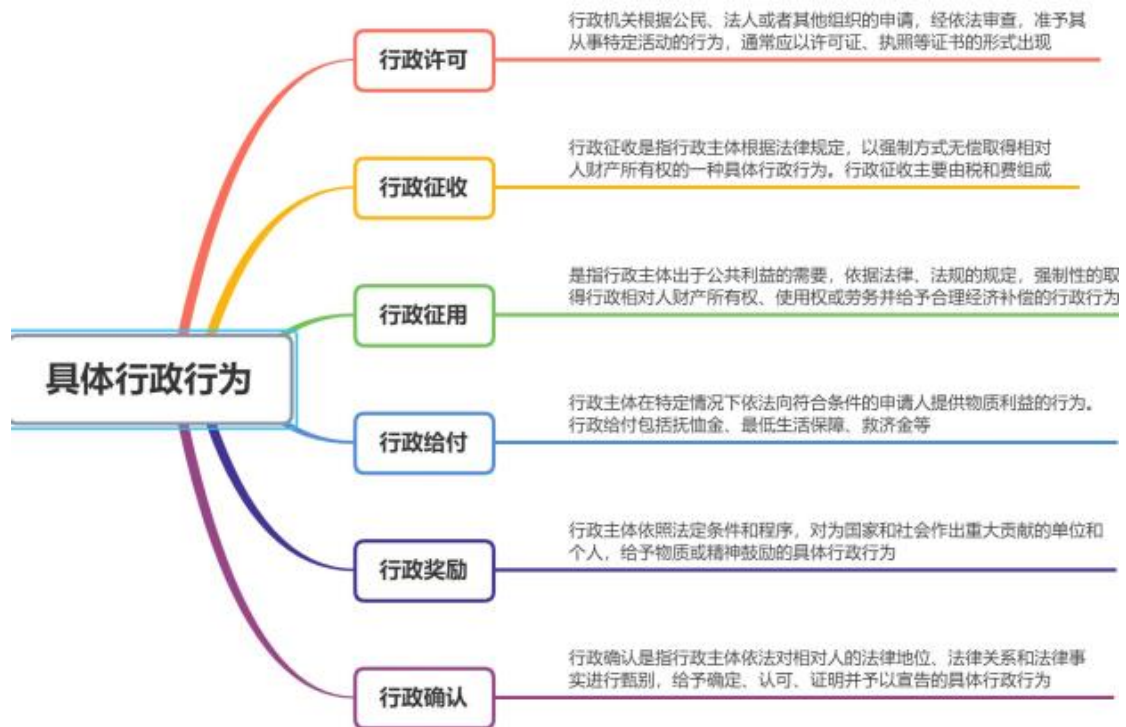 行政许可
行政机关根据公民、法人或者其他组织的申请，经依法审查，准予其
从事特定活动的行为，通常应以许可证、执照等证书的形式出现
行政征收
行政征收是指行政主体根据法律规定，以强制方式无偿取得相对
人财产所有权的一种具体行政行为。行政征收主要由税和费组成
行政征用
是指行政主体出于公共利益的需要，依据法律、法规的规定，强制性的取
得行政相对人财产所有权、使用权或劳务并给予合理经济补偿的行政行为
具体行政行为
行政给付
行政主体在特定情况下依法向符合条件的申请人提供物质利益的行为。
行政给付包括抚恤金、最低生活保障、救济金等
行政奖励
行政主体依照法定条件和程序，对为国家和社会作出重大贡献的单位和
个人，给予物质或精神鼓励的具体行政行为
行政确认
行政确认是指行政主体依法对相对人的法律地位、法律关系和法律事
实进行甄别，给予确定、认可、证明并予以宣告的具体行政行为